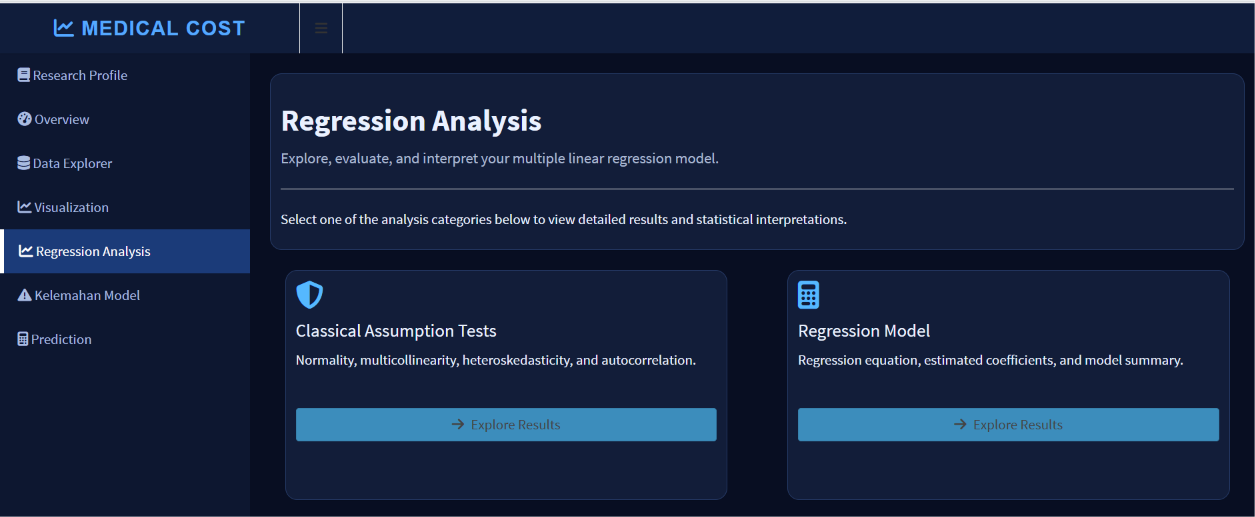 MEDICAL COST
Research Profile
Overview
Data Explorer
Visualization
Regression Analysis
Kelemahan Model
Prediction
Regression Analysis
Explore, evaluate, and interpret your multiple linear regression model.
Select one of the analysis categories below to view detailed results and statistical interpretations.
Classical Assumption Tests
Normality, multicollinearity, heteroskedasticity, and autocorrelation.
Explore Results
Regression Model
Regression equation, estimated coefficients, and model summary.
Explore Results